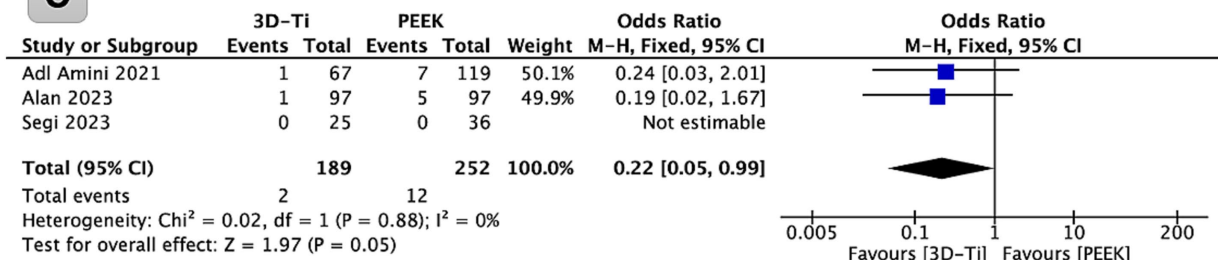 3D-Ti PEEK Odds Ratio Odds Ratio
Study or Subgroup Events Total Events Total Weight M-H, Fixed, 95% CI M-H, Fixed, 95% CI
Adl Amini 2021 1 67 7 119 50.1% 0.24 [0.03, 2.01]
Alan 2023 1 97 5 97 49.9% 0.19 [0.02, 1.67]
Segi 2023 0 25 0 36 Not estimable
Total (95% CI) 189 252 100.0% 0.22 [0.05, 0.99]
Total events 2 12
Heterogeneity: Chi² = 0.02, df = 1 (P = 0.88); I² = 0%
Test for overall effect: Z = 1.97 (P = 0.05)
0.005 0.1 1 10 200
Favours [3D-Ti] Favours [PEEK]